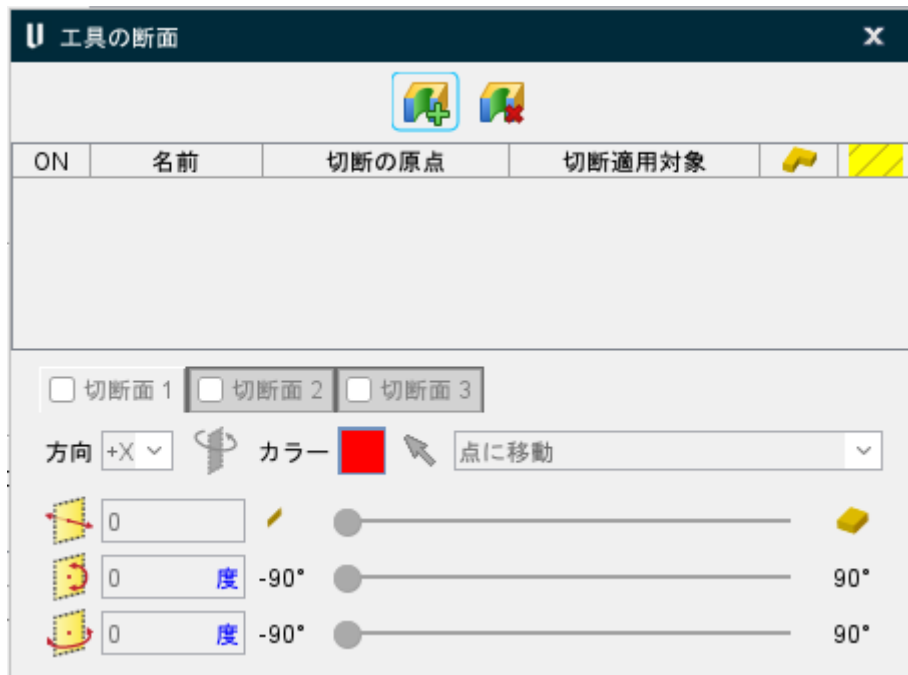 工具の断面
ON 名前 切断の原点 切断適用対象
切断面 1 切断面 2 切断面 3
方向 +X カラー 点に移動
0
0 度 -90° 90°
0 度 -90° 90°